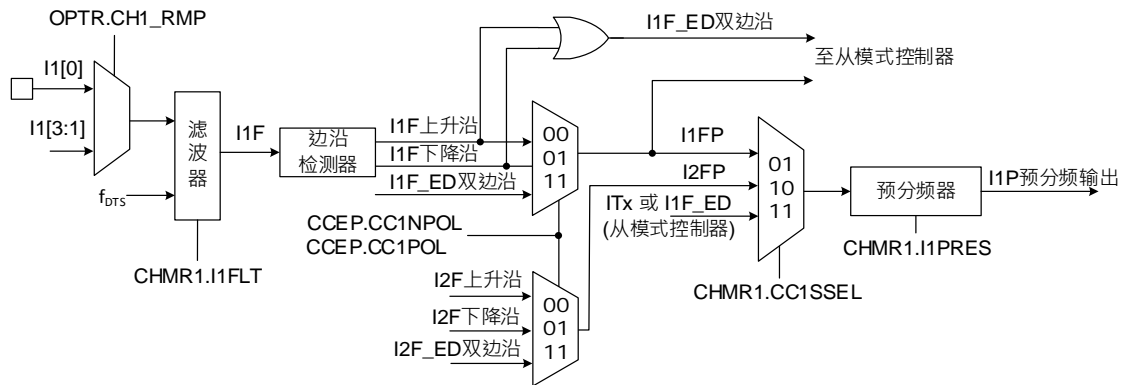 OPTR.CH1_RMP
I1[0]
I1[3:1]
fDTS
滤波器
CHMR1.I1FLT
I1F
边沿
检测器
I1F上升沿
I1F下降沿
I1F_ED双边沿
00
01
11
I1F_ED双边沿
至从模式控制器
CCEP.CC1NPOL
CCEP.CC1POL
I2F上升沿
I2F下降沿
I2F_ED双边沿
00
01
11
I1FP
I2FP
ITx 或 I1F_ED
(从模式控制器)
01
10
11
CHMR1.CC1SSEL
预分频器
CHMR1.I1PRES
I1P预分频输出